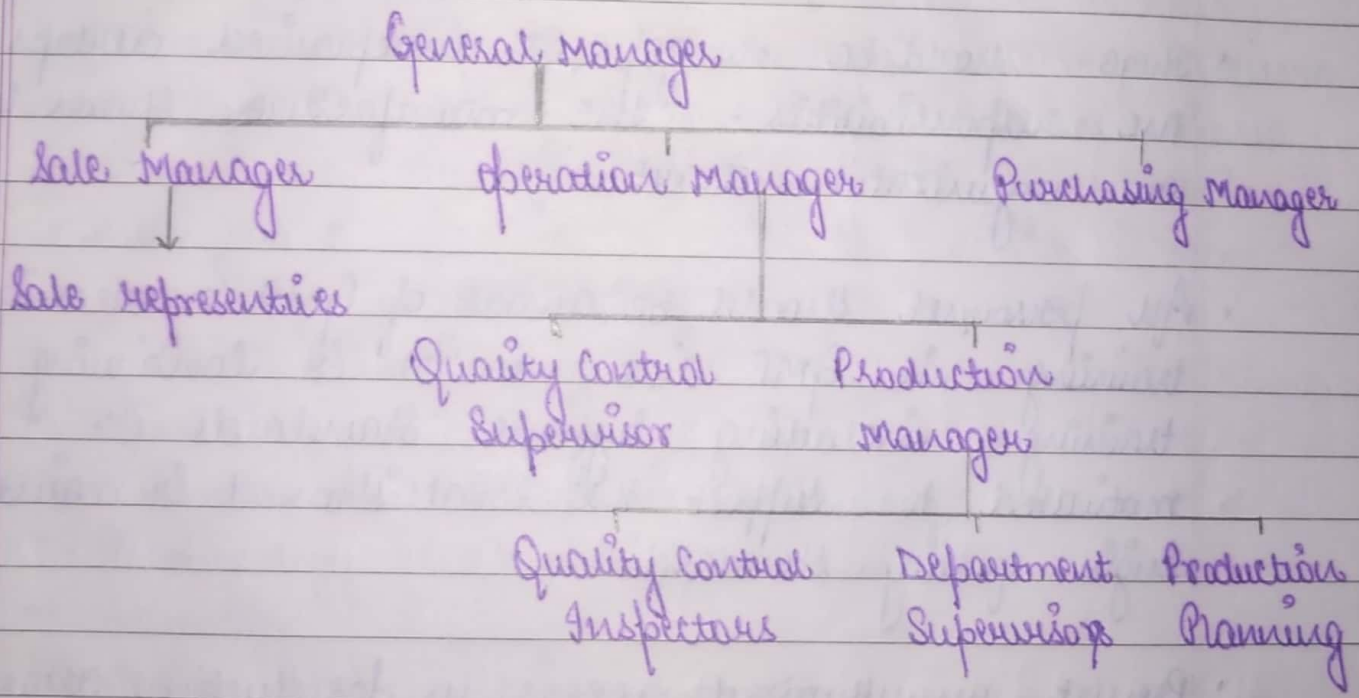 General Manager
Sale Manager operation Manager Purchasing Manager
Sale representries
Quality Control Production
Supervisor Manager
Quality Control Department Production
Inspectors Supervisors Planning